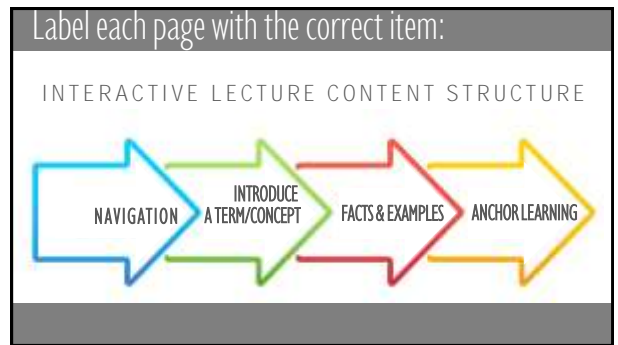 Label each page with the correct item:
INTERACTIVE LECTURE CONTENT STRUCTURE
NAVIGATION
INTRODUCE
A TERM/CONCEPT
FACTS & EXAMPLES
ANCHOR LEARNING